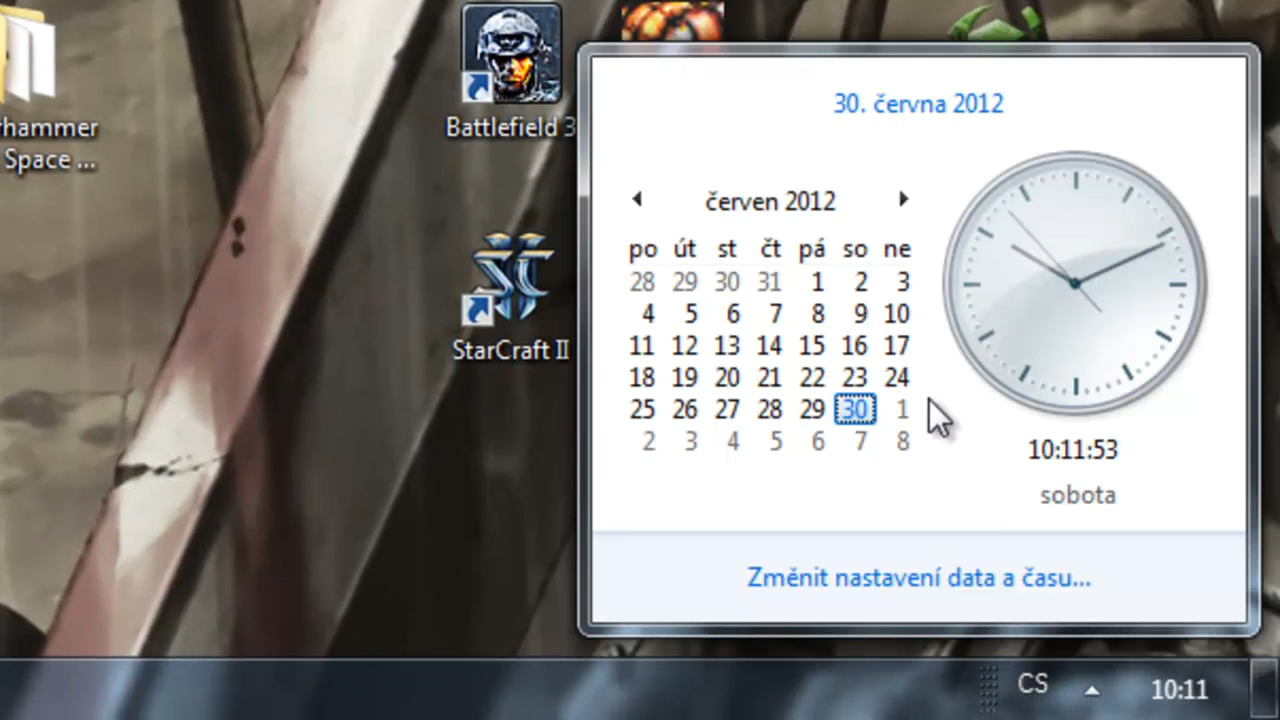 rhammer
Space ...
Battlefield 3
StarCraft II
30. června 2012
červen 2012
po út st čt pá so ne
28 29 30 31 1 2 3
4 5 6 7 8 9 10
11 12 13 14 15 16 17
18 19 20 21 22 23 24
25 26 27 28 29 30 1
2 3 4 5 6 7 8
10:11:53
sobota
Změnit nastavení data a času...
CS
10:11